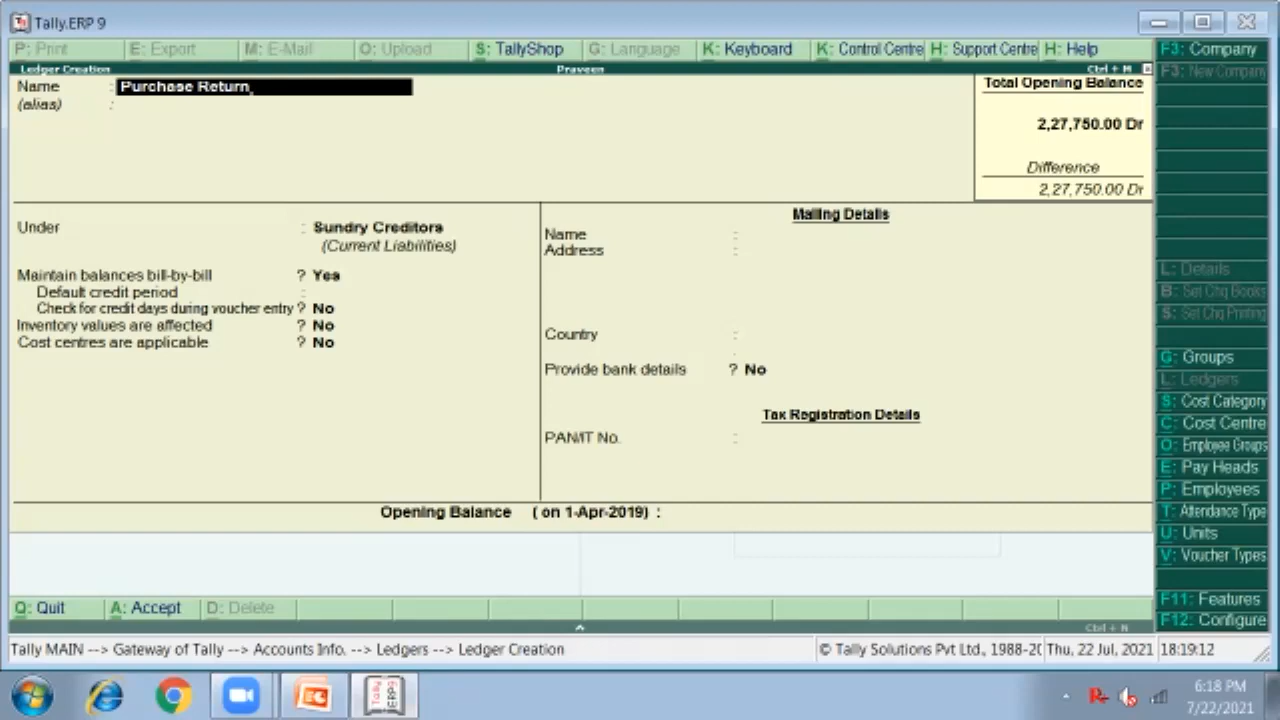 Tally.ERP 9
P: Print E: Export M: E-Mail O: Upload S: TallyShop G: Language K: Keyboard K: Control Centre H: Support Centre H: Help F3: Company
Ledger Creation Praveen Ctrl + M F3: New Company
Name : Purchase Return Total Opening Balance
(alias) :
2,27,750.00 Dr
Difference
2,27,750.00 Dr
Under : Sundry Creditors
(Current Liabilities)
Maintain balances bill-by-bill ? Yes
Default credit period :
Check for credit days during voucher entry ? No
Inventory values are affected ? No
Cost centres are applicable ? No
Mailing Details
Name :
Address :
Country :
Provide bank details ? No
Tax Registration Details
PAN/IT No. :
Opening Balance ( on 1-Apr-2019) :
L: Details
B: Set Chq Books
S: Set Chq Printing
G: Groups
L: Ledgers
S: Cost Category
C: Cost Centre
O: Employee Groups
E: Pay Heads
P: Employees
T: Attendance Type
U: Units
V: Voucher Types
F11: Features
F12: Configure
Q: Quit A: Accept D: Delete
Ctrl + N
Tally MAIN --> Gateway of Tally --> Accounts Info. --> Ledgers --> Ledger Creation © Tally Solutions Pvt Ltd., 1988-20 Thu, 22 Jul, 2021 18:19:12
6:18 PM
7/22/2021